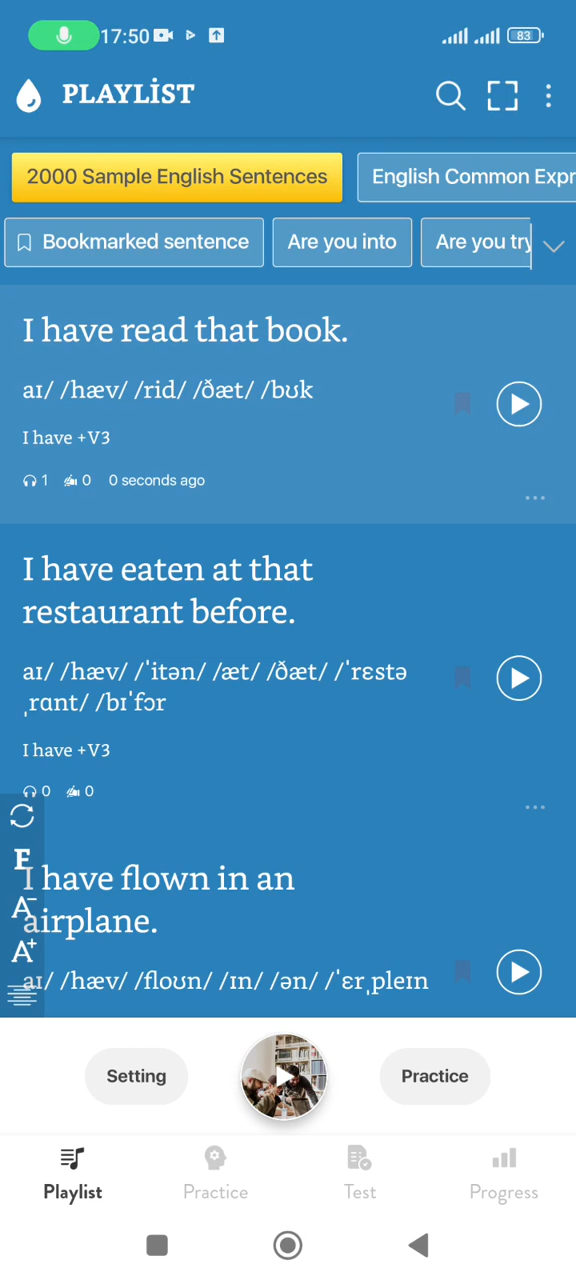 17:50
83
PLAYLİST
2000 Sample English Sentences
English Common Expr
Bookmarked sentence
Are you into
Are you try
I have read that book.
aɪ/ /hæv/ /rid/ /ðæt/ /bʊk
I have +V3
1 0 0 seconds ago
I have eaten at that
restaurant before.
aɪ/ /hæv/ /ˈitən/ /æt/ /ðæt/ /ˈrɛstə
ˌrɑnt/ /bɪˈfɔr
I have +V3
0 0
E
A-
A+
I have flown in an
airplane.
aɪ/ /hæv/ /floʊn/ /ɪn/ /ən/ /ˈɛrˌpleɪn
Setting
Practice
Playlist
Practice
Test
Progress